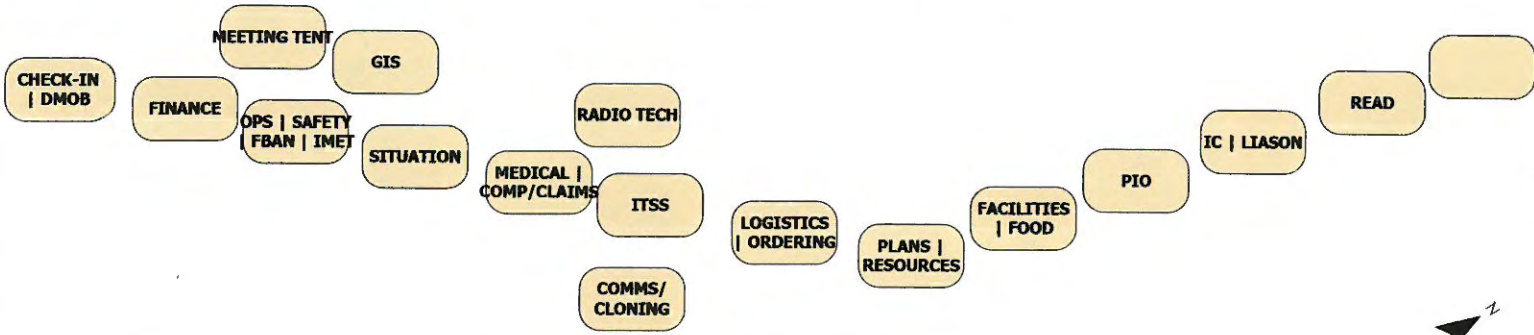 MEETING TENT
GIS
CHECK-IN
| DMOB
FINANCE
OPS | SAFETY
| FBAN | IMET
SITUATION
RADIO TECH
MEDICAL |
COMP/CLAIMS
ITSS
COMMS/
CLONING
LOGISTICS
| ORDERING
PLANS |
RESOURCES
FACILITIES
| FOOD
PIO
IC | LIASON
READ
N